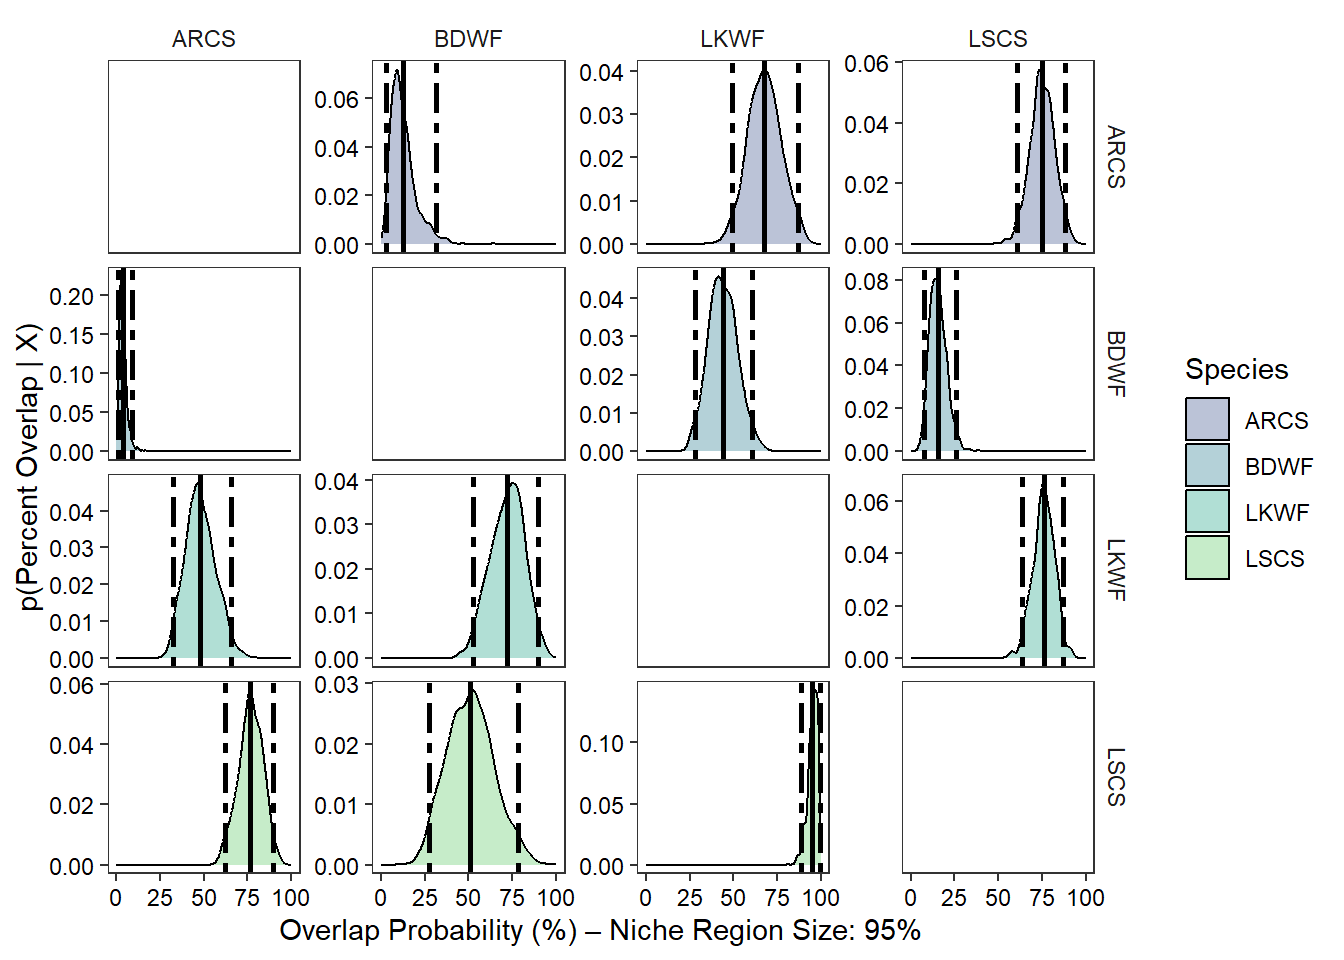 ARCS BDWF LKWF LSCS
0.06 0.04 0.02 0.00
0.04 0.03 0.02 0.01 0.00
0.06 0.04 0.02 0.00
ARCS
0.20 0.15 0.10 0.05 0.00
0.04 0.03 0.02 0.01 0.00
0.08 0.06 0.04 0.02 0.00
BDWF
0.04 0.03 0.02 0.01 0.00
0.04 0.03 0.02 0.01 0.00
0.06 0.04 0.02 0.00
LKWF
0.06 0.04 0.02 0.00
0.03 0.02 0.01 0.00
0.10 0.05 0.00
LSCS
0 25 50 75 100 0 25 50 75 100 0 25 50 75 100 0 25 50 75 100
Overlap Probability (%) – Niche Region Size: 95%
p(Percent Overlap | X)
Species
ARCS
BDWF
LKWF
LSCS